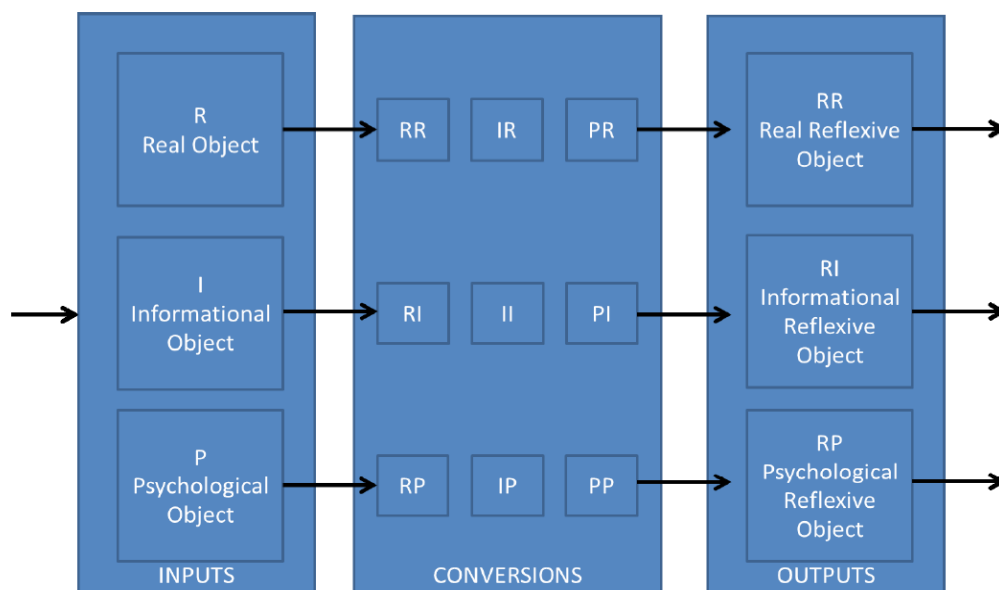 R
Real Object
I
Informational
Object
P
Psychological
Object
INPUTS
RR IR PR
RI II PI
RP IP PP
CONVERSIONS
RR
Real Reflexive
Object
RI
Informational
Reflexive
Object
RP
Psychological
Reflexive
Object
OUTPUTS